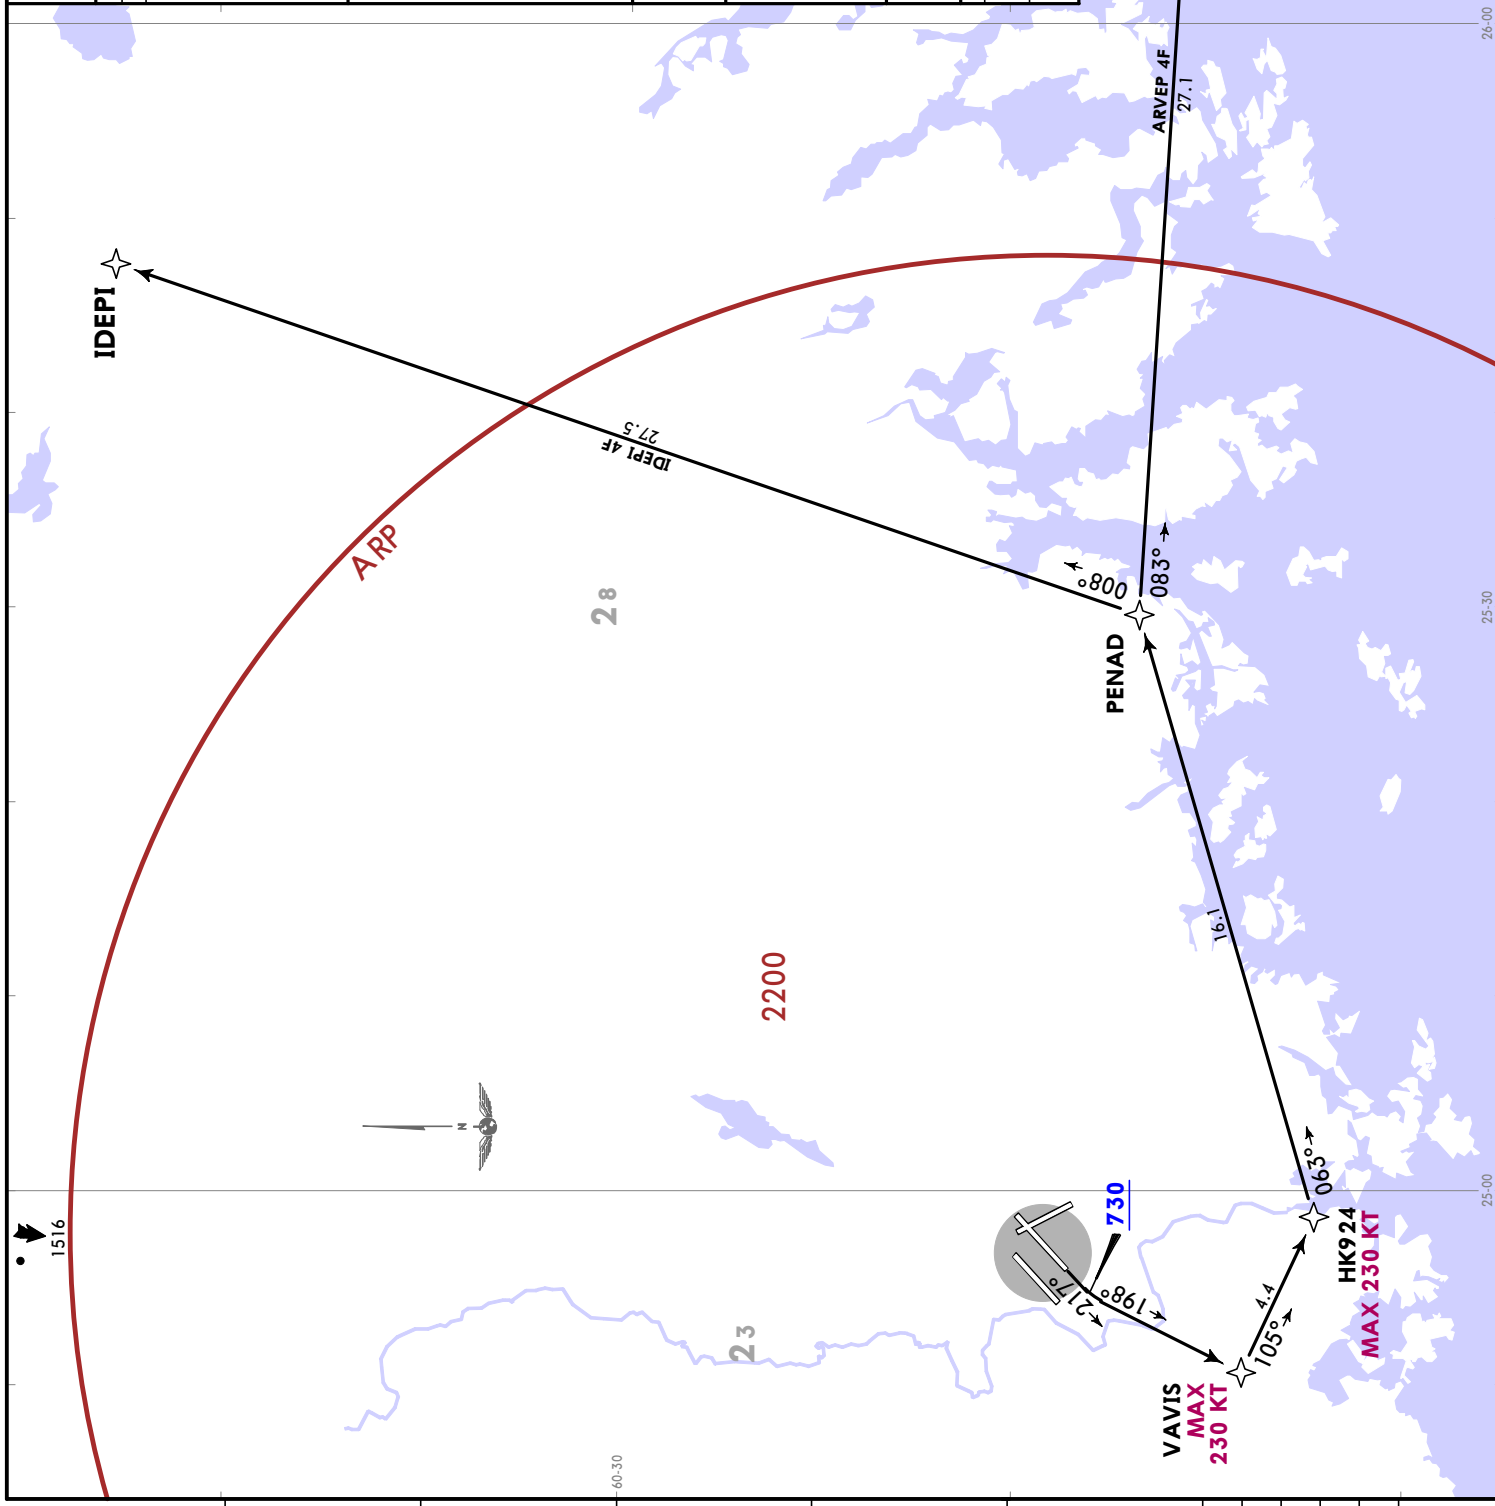 26-00
ARVEP 4F
27.1
IDEPI
IDEPI 4F
27.5
ARP
28
008°
083°
PENAD
16.1
2200
N
1516
25-30
25-00
730
217°
198°
063°
HK924
MAX 230 KT
4.4
105°
23
VAVIS
MAX
230 KT
60-30